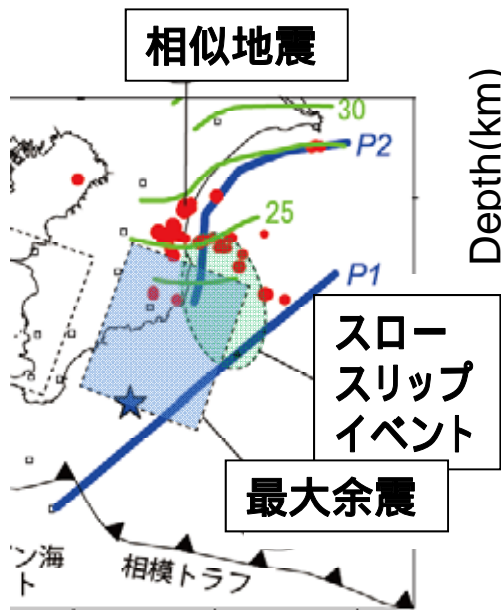 相似地震
30
P2
Depth(km)
25
P1
スロー
スリップ
イベント
最大余震
ン海
ト
相模トラフ